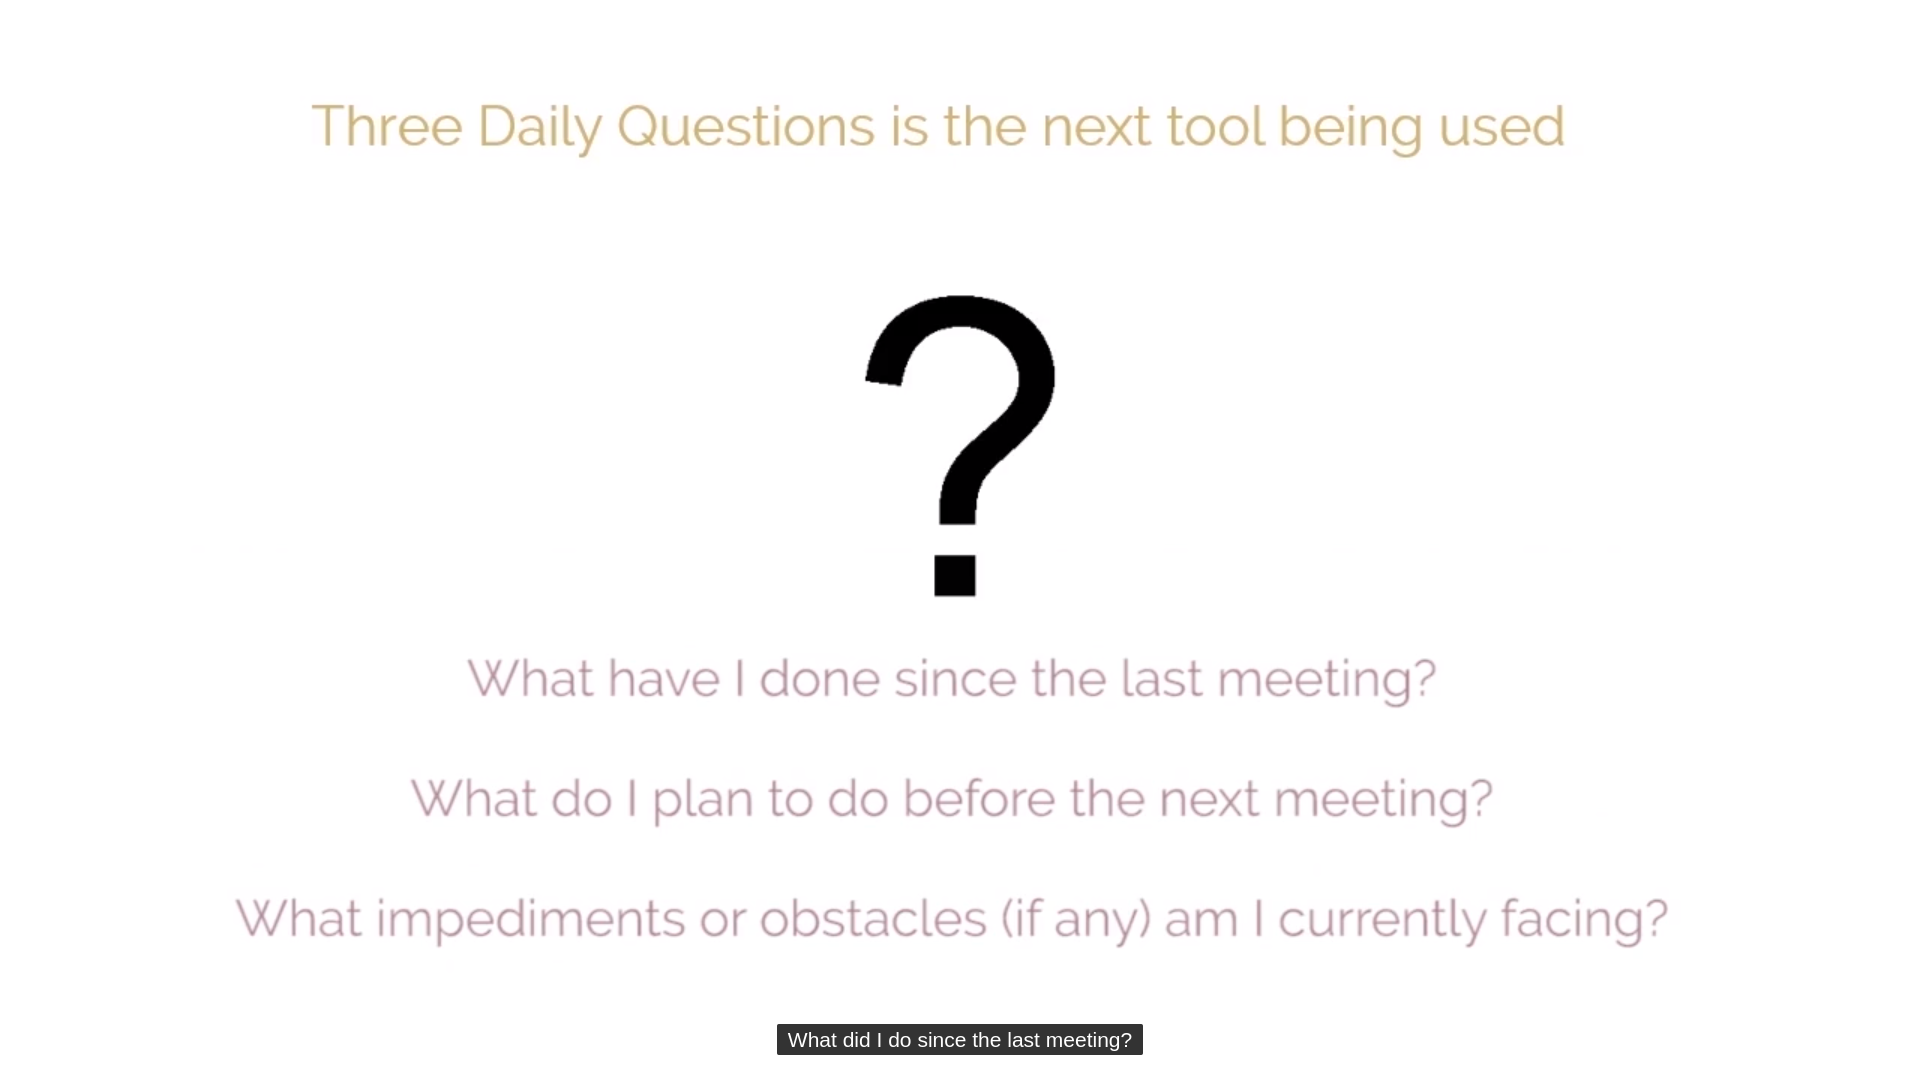 Three Daily Questions is the next tool being used
?
What have I done since the last meeting?
What do I plan to do before the next meeting?
What impediments or obstacles (if any) am I currently facing?
What did I do since the last meeting?